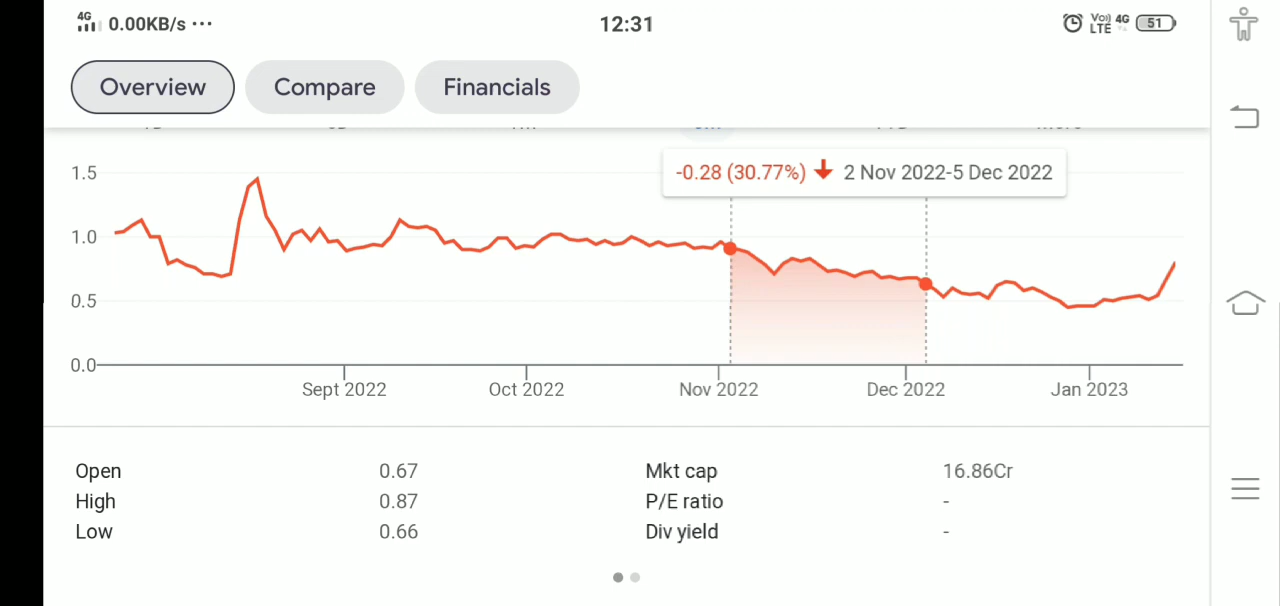 4G 0.00KB/s ... 12:31 Vo) LTE 4G 51
Overview Compare Financials
-0.28 (30.77%) 2 Nov 2022-5 Dec 2022
1.5
1.0
0.5
0.0
Sept 2022 Oct 2022 Nov 2022 Dec 2022 Jan 2023
Open 0.67 Mkt cap 16.86Cr
High 0.87 P/E ratio -
Low 0.66 Div yield -